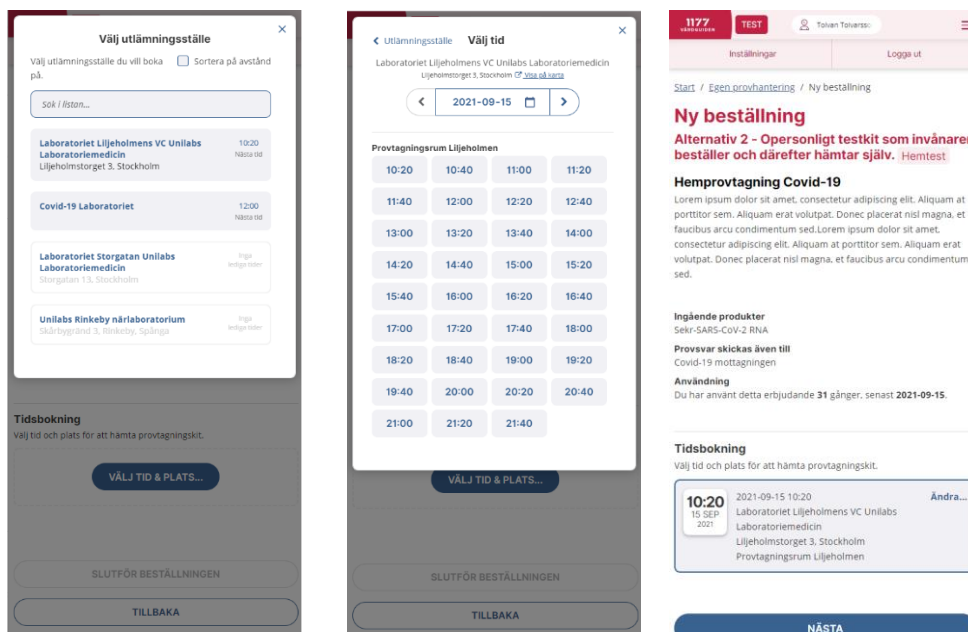 Välj utlämningsställe
Välj utlämningsställe du vill boka
på.
Sortera på avstånd
Sök i listan...
Laboratoriet Liljeholmens VC Unilabs
Laboratoriemedicin
Liljeholmstorget 3, Stockholm
10:20
Nästa tid
Covid-19 Laboratoriet
12:00
Nästa tid
Laboratoriet Storgatan Unilabs
Laboratoriemedicin
Storgatan 13, Stockholm
Inga
lediga tider
Unilabs Rinkeby närlaboratorium
Skårbygränd 3, Rinkeby, Spånga
Inga
lediga tider
Tidsbokning
Välj tid och plats för att hämta provtagningskit.
VÄLJ TID & PLATS...
SLUTFÖR BESTÄLLNINGEN
TILLBAKA
Utlämningsställe Välj tid
Laboratoriet Liljeholmens VC Unilabs Laboratoriemedicin
Liljeholmstorget 3, Stockholm Visa på karta
2021-09-15
Provtagningsrum Liljeholmen
10:20 10:40 11:00 11:20
11:40 12:00 12:20 12:40
13:00 13:20 13:40 14:00
14:20 14:40 15:00 15:20
15:40 16:00 16:20 16:40
17:00 17:20 17:40 18:00
18:20 18:40 19:00 19:20
19:40 20:00 20:20 20:40
21:00 21:20 21:40
VÄLJ TID & PLATS...
SLUTFÖR BESTÄLLNINGEN
TILLBAKA
1177
VÅRDGUIDEN
TEST
Tolvan Tolvarsso
Inställningar
Logga ut
Start / Egen provhantering / Ny beställning
Ny beställning
Alternativ 2 - Opersonligt testkit som invånaren
beställer och därefter hämtar själv. Hemtest
Hemprovtagning Covid-19
Lorem ipsum dolor sit amet, consectetur adipiscing elit. Aliquam at
porttitor sem. Aliquam erat volutpat. Donec placerat nisl magna, et
faucibus arcu condimentum sed.Lorem ipsum dolor sit amet,
consectetur adipiscing elit. Aliquam at porttitor sem. Aliquam erat
volutpat. Donec placerat nisl magna, et faucibus arcu condimentum
sed.
Ingående produkter
Sekr-SARS-CoV-2 RNA
Provsvar skickas även till
Covid-19 mottagningen
Användning
Du har använt detta erbjudande 31 gånger, senast 2021-09-15.
Tidsbokning
Välj tid och plats för att hämta provtagningskit.
10:20
15 SEP
2021
2021-09-15 10:20
Laboratoriet Liljeholmens VC Unilabs
Laboratoriemedicin
Liljeholmstorget 3, Stockholm
Provtagningsrum Liljeholmen
Ändra...
NÄSTA